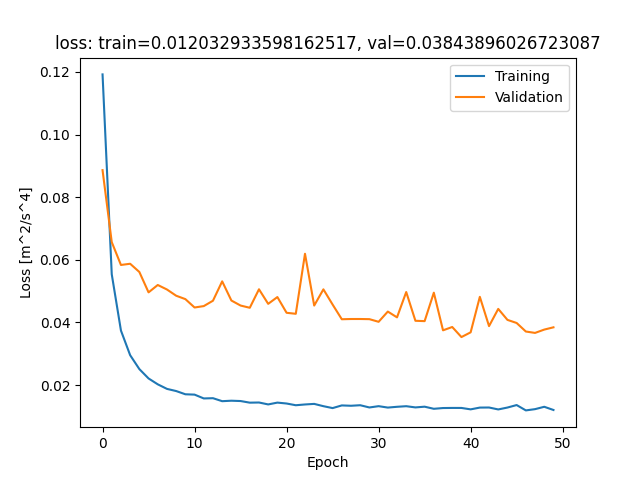 loss: train=0.012032933598162517, val=0.03843896026723087
Training
Validation
0.12
0.10
0.08
0.06
0.04
0.02
Loss [m^2/s^4]
0 10 20 30 40 50
Epoch